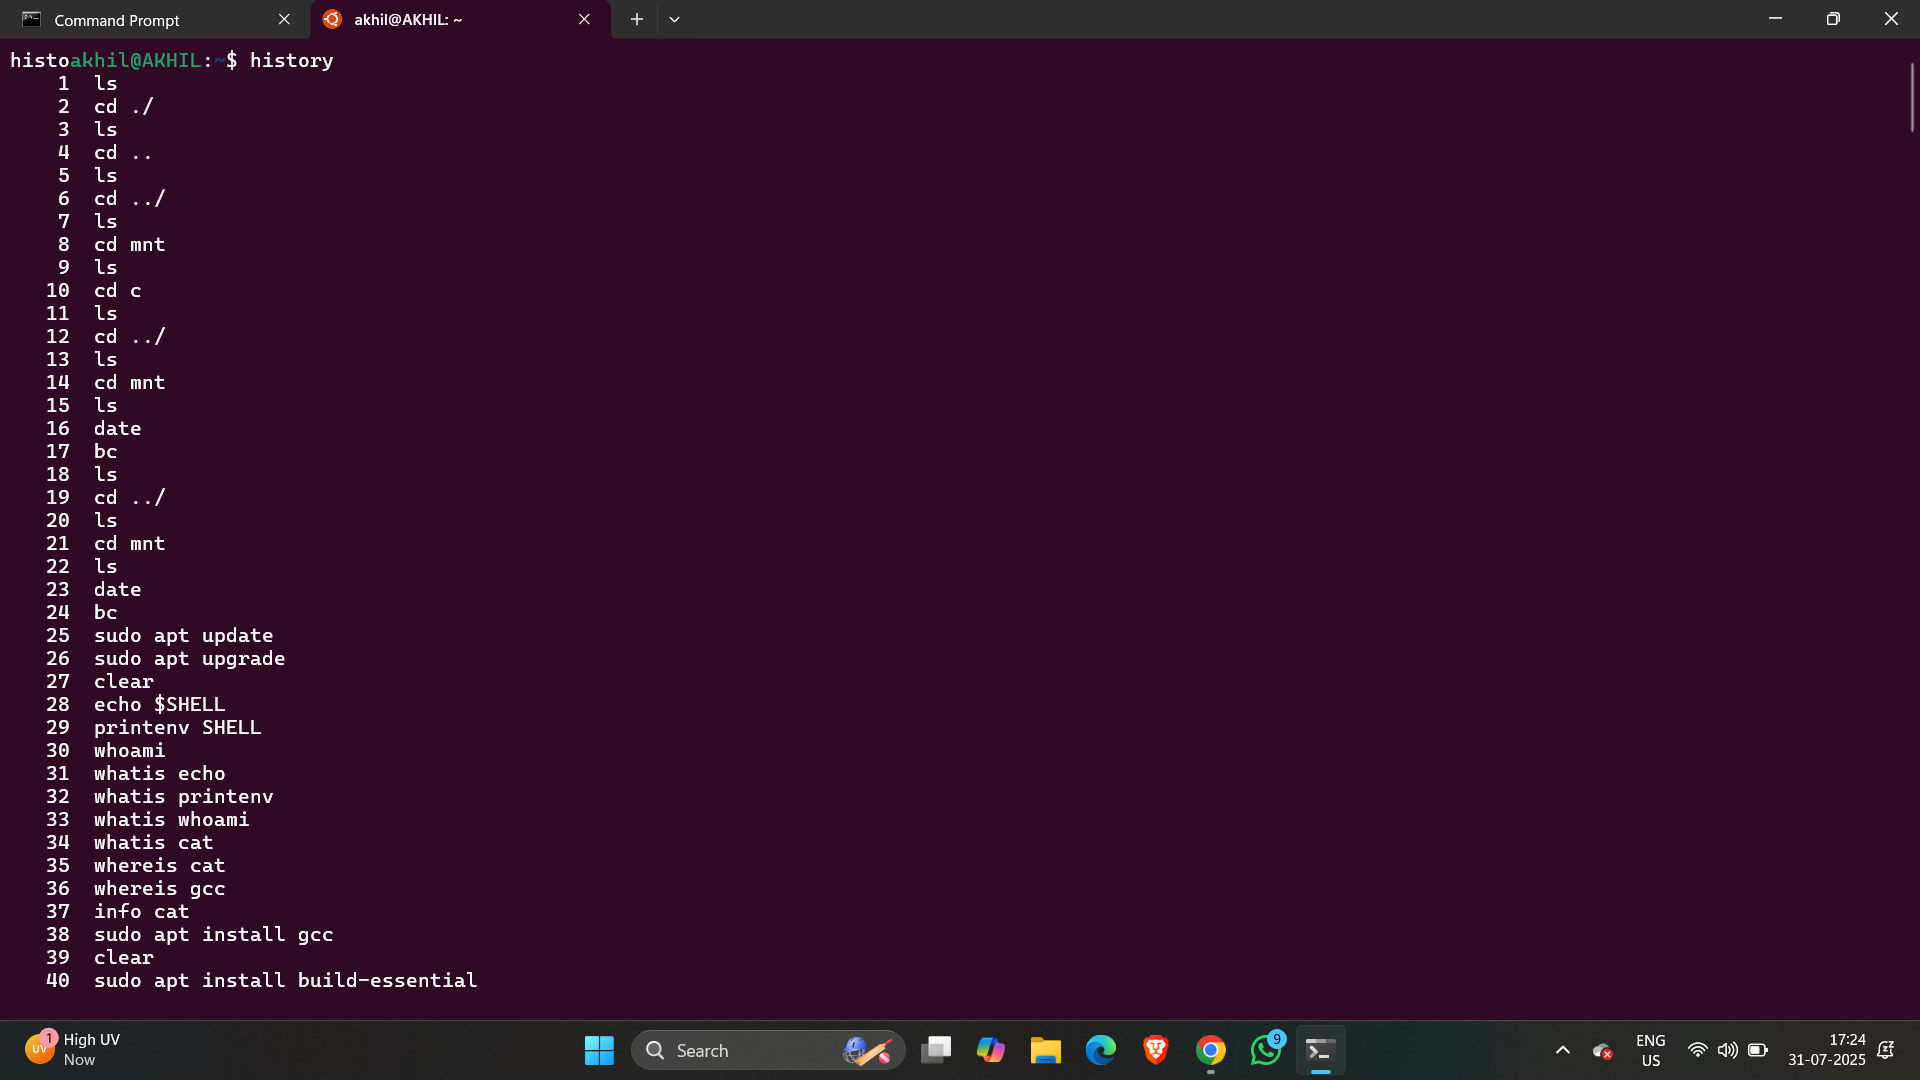 Command Prompt
akhil@AKHIL: ~
histoakhil@AKHIL:~$ history
1 ls
2 cd ./
3 ls
4 cd ..
5 ls
6 cd ../
7 ls
8 cd mnt
9 ls
10 cd c
11 ls
12 cd ../
13 ls
14 cd mnt
15 ls
16 date
17 bc
18 ls
19 cd ../
20 ls
21 cd mnt
22 ls
23 date
24 bc
25 sudo apt update
26 sudo apt upgrade
27 clear
28 echo $SHELL
29 printenv SHELL
30 whoami
31 whatis echo
32 whatis printenv
33 whatis whoami
34 whatis cat
35 whereis cat
36 whereis gcc
37 info cat
38 sudo apt install gcc
39 clear
40 sudo apt install build-essential
UV 1 High UV
Now
Search
9
ENG
US
17:24
31-07-2025